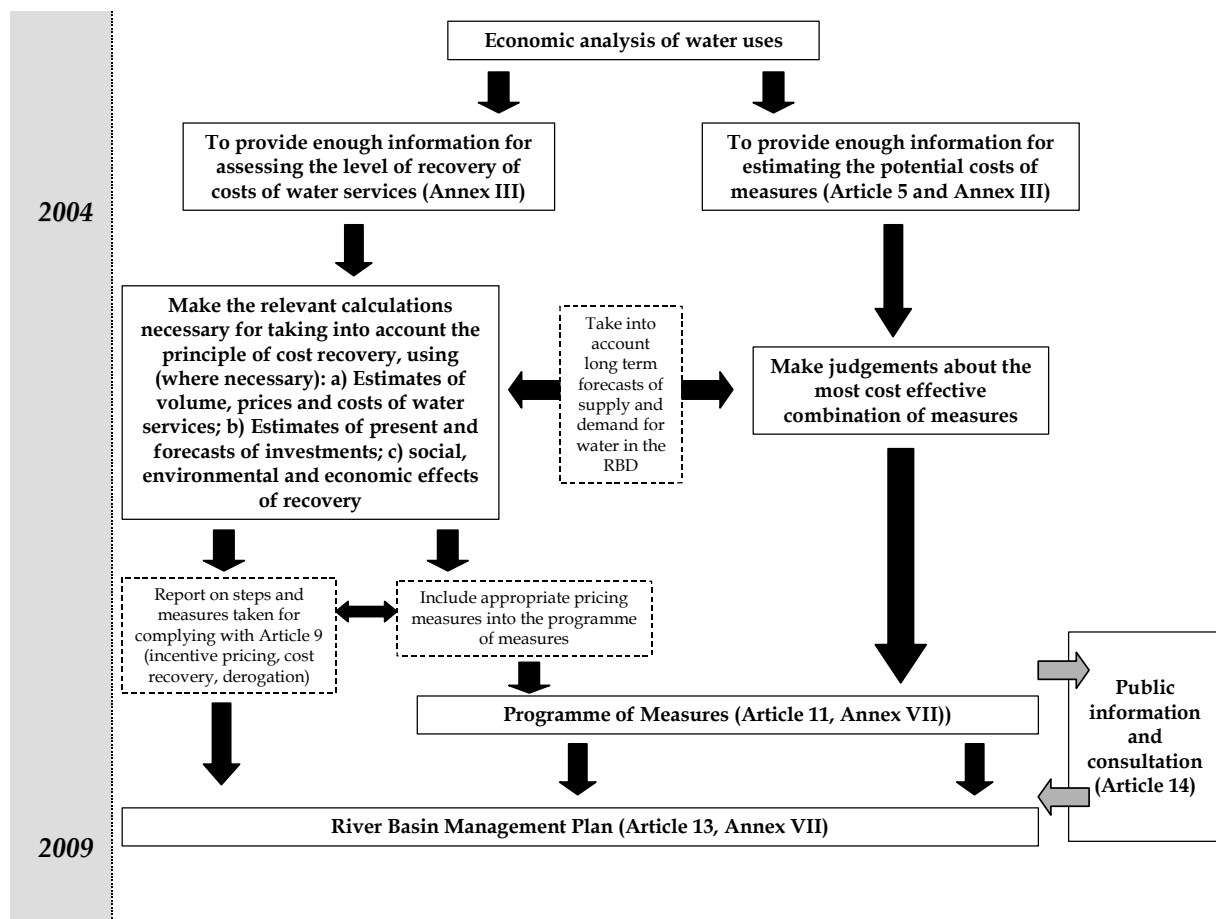 Economic analysis of water uses
To provide enough information for
assessing the level of recovery of
costs of water services (Annex III)
To provide enough information for
estimating the potential costs of
measures (Article 5 and Annex III)
2004
Make the relevant calculations
necessary for taking into account the
principle of cost recovery, using
(where necessary): a) Estimates of
volume, prices and costs of water
services; b) Estimates of present and
forecasts of investments; c) social,
environmental and economic effects
of recovery
Take into
account
long term
forecasts of
supply and
demand for
water in the
RBD
Make judgements about the
most cost effective
combination of measures
Report on steps and
measures taken for
complying with Article 9
(incentive pricing, cost
recovery, derogation)
Include appropriate pricing
measures into the programme
of measures
Programme of Measures (Article 11, Annex VII))
Public
information
and
consultation
(Article 14)
River Basin Management Plan (Article 13, Annex VII)
2009